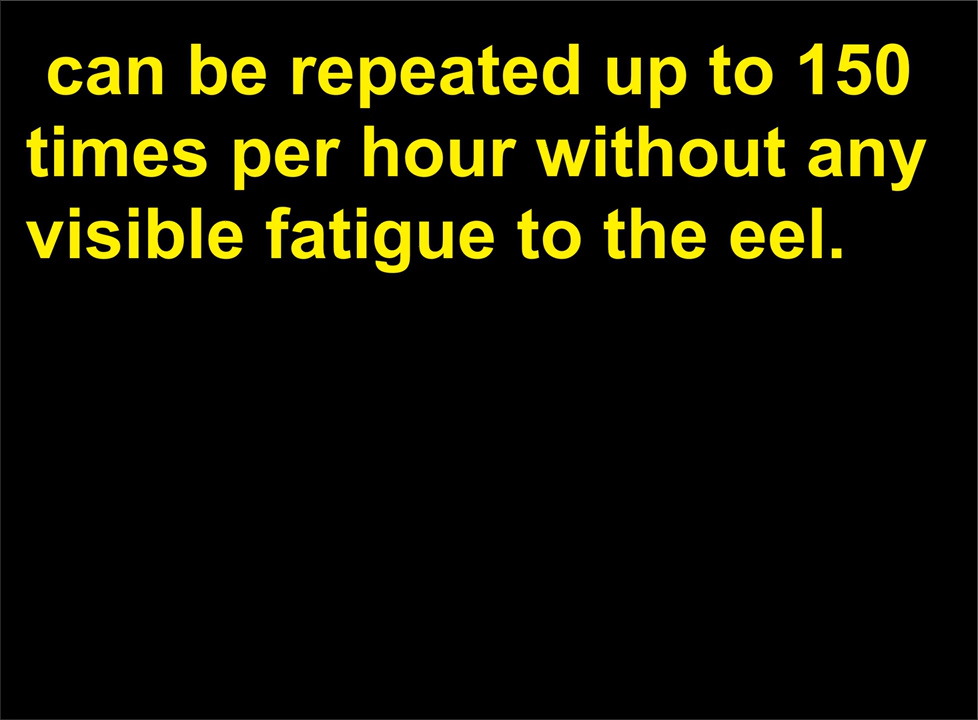 can be repeated up to 150
times per hour without any
visible fatigue to the eel.